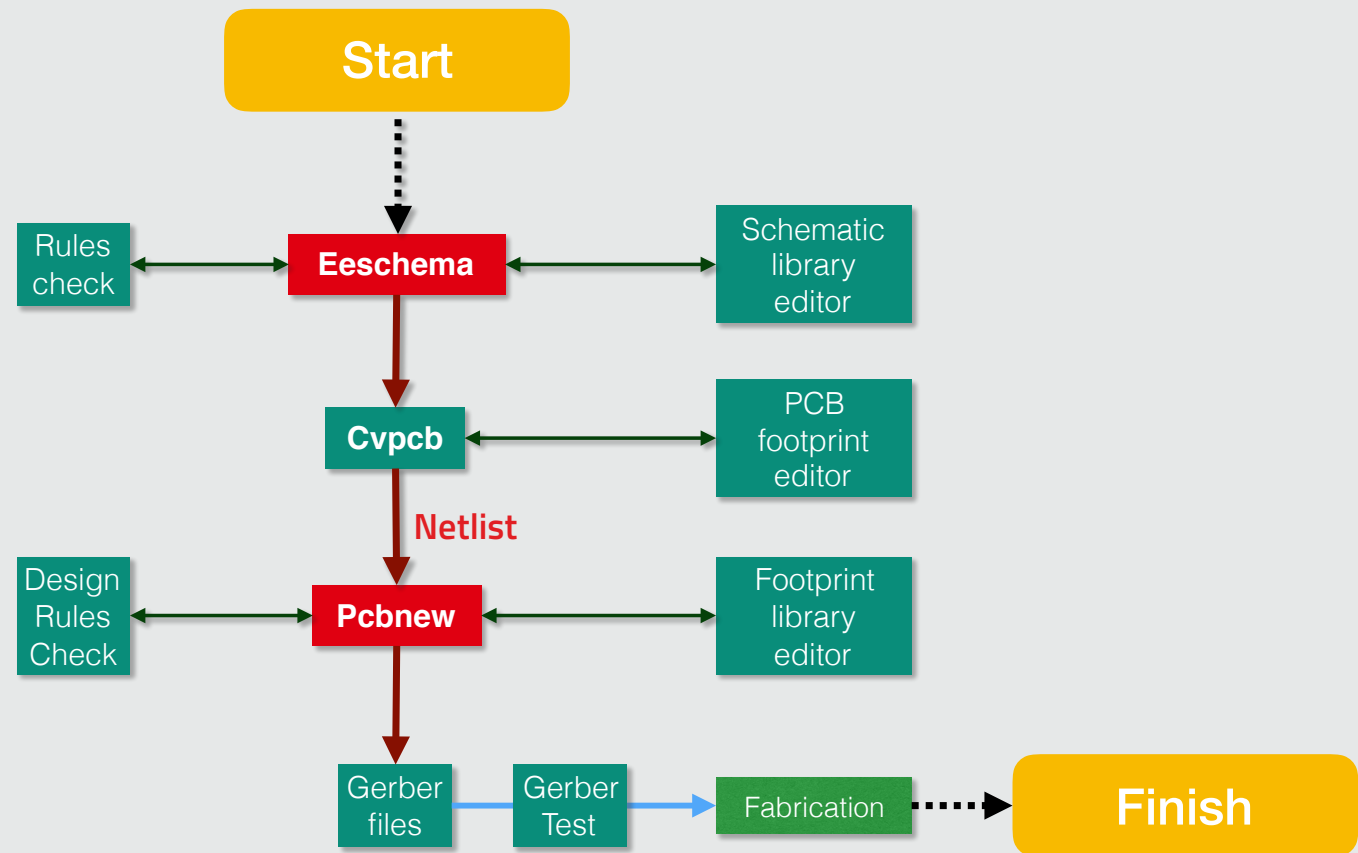 Start
Rules
check
Eeschema
Schematic
library
editor
Cvpcb
PCB
footprint
editor
Netlist
Design
Rules
Check
Pcbnew
Footprint
library
editor
Gerber
files
Gerber
Test
Fabrication
Finish